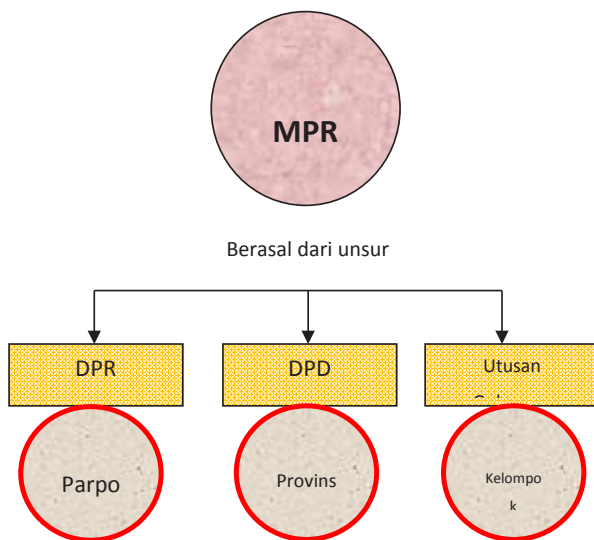 MPR
Berasal dari unsur
DPR
DPD
Utusan
Parpo
Provins
Kelompo
k